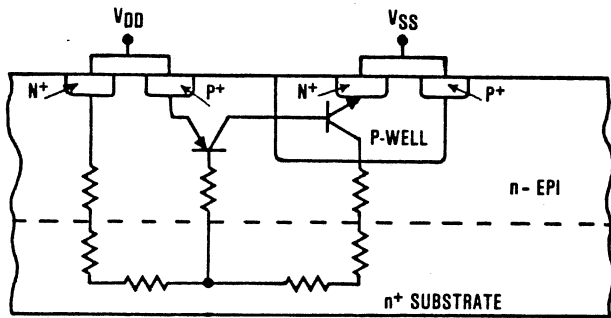 VDD
VSS
N+
P+
N+
P+
P-WELL
n- EPI
n+ SUBSTRATE